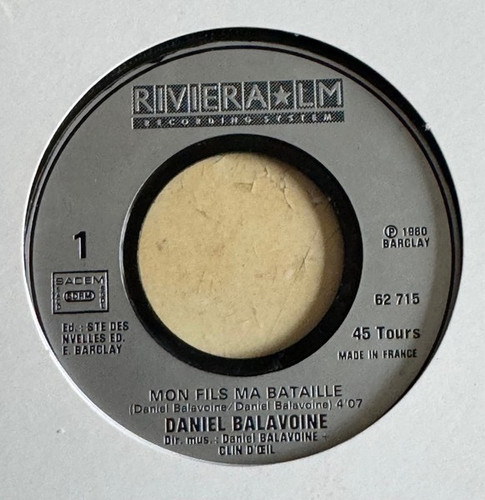 RIVIERA★LM
RECORDING SYSTEM
1
℗ 1980
BARCLAY
SACEM
SDRM
62 715
Ed.: STE DES
NVELLES ED.
E. BARCLAY
45 Tours
MADE IN FRANCE
MON FILS MA BATAILLE
(Daniel Balavoine/Daniel Balavoine) 4'07
DANIEL BALAVOINE
Dir. mus.: Daniel BALAVOINE -
CLIN D'ŒIL